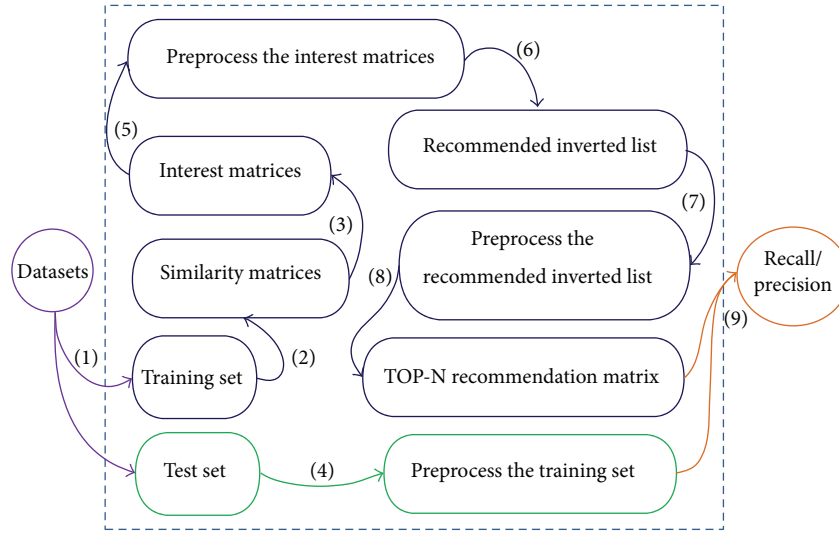 Preprocess the interest matrices
(6)
(5)
Recommended inverted list
Interest matrices
(7)
(3)
Preprocess the
recommended inverted list
Datasets
Similarity matrices
(8)
Recall/
precision
(9)
(1)
(2)
Training set
TOP-N recommendation matrix
Test set
(4)
Preprocess the training set